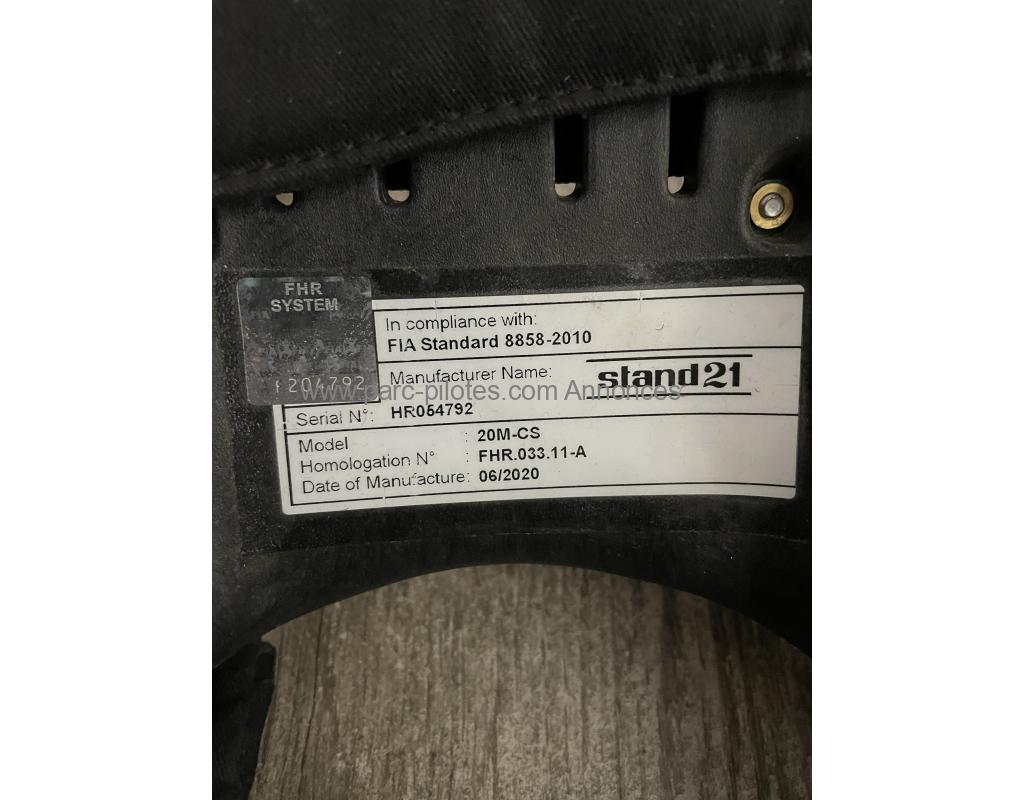 FHR
SYSTEM
204792
In compliance with:
FIA Standard 8858-2010
Manufacturer Name: stand21
www.parc-pilotes.com Annonces
Serial N°: HR054792
Model : 20M-CS
Homologation N° : FHR.033.11-A
Date of Manufacture: 06/2020